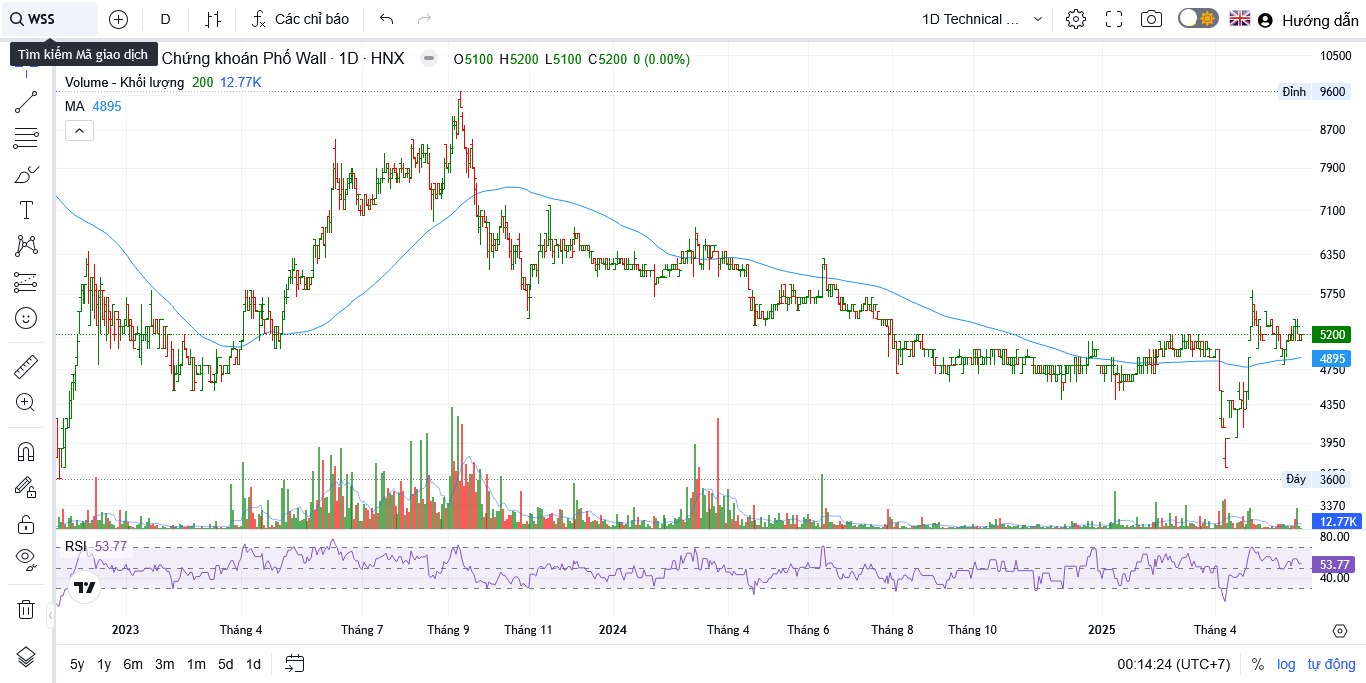 WSS
D
Các chỉ báo
1D Technical ...
Hướng dẫn
Tìm kiếm Mã giao dịch
Chứng khoán Phố Wall · 1D · HNX
O5100 H5200 L5100 C5200 0 (0.00%)
Volume - Khối lượng 200 12.77K
MA 4895
10500
Đỉnh 9600
8700
7900
7100
6350
5750
5200
4895
4750
4350
3950
Đáy 3600
3370
12.77K
RSI 53.77
80.00
53.77
40.00
2023 Tháng 4 Tháng 7 Tháng 9 Tháng 11 2024 Tháng 4 Tháng 6 Tháng 8 Tháng 10 2025 Tháng 4
5y 1y 6m 3m 1m 5d 1d
00:14:24 (UTC+7) % log tự động